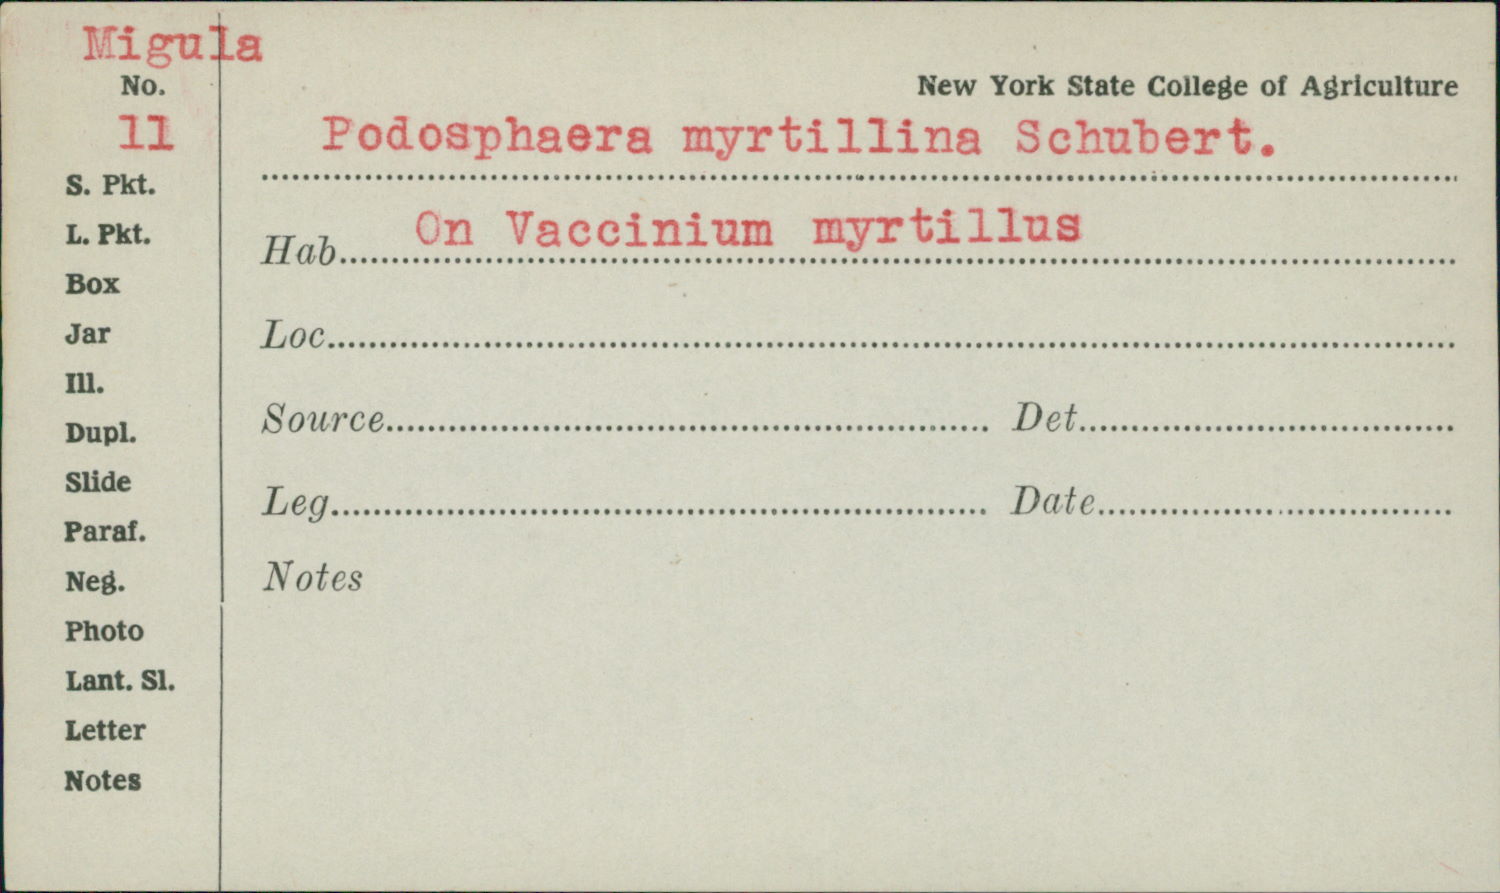 Migula
No.
11
New York State College of Agriculture
Podosphaera myrtillina Schubert.
S. Pkt.
L. Pkt.
Hab. On Vaccinium myrtillus
Box
Jar
Loc.
Ill.
Dupl.
Source Det.
Slide
Leg. Date
Paraf.
Neg.
Notes
Photo
Lant. Sl.
Letter
Notes